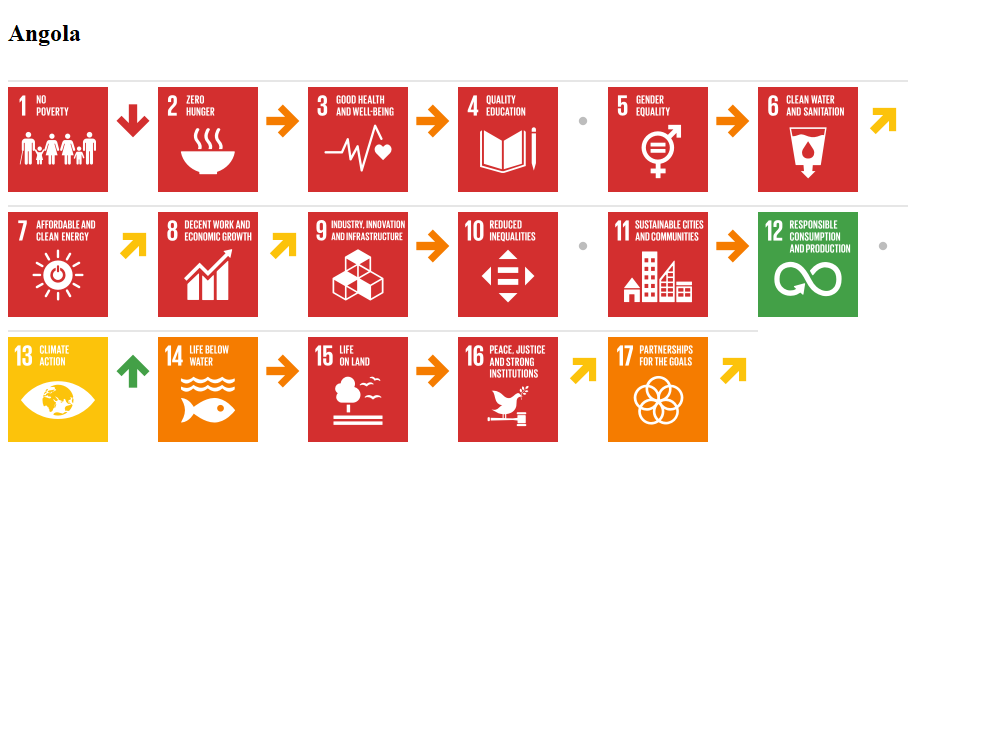 Angola
1 NO
POVERTY
2 ZERO
HUNGER
3 GOOD HEALTH
AND WELL-BEING
4 QUALITY
EDUCATION
5 GENDER
EQUALITY
6 CLEAN WATER
AND SANITATION
7 AFFORDABLE AND
CLEAN ENERGY
8 DECENT WORK AND
ECONOMIC GROWTH
9 INDUSTRY, INNOVATION
AND INFRASTRUCTURE
10 REDUCED
INEQUALITIES
11 SUSTAINABLE CITIES
AND COMMUNITIES
12 RESPONSIBLE
CONSUMPTION
AND PRODUCTION
13 CLIMATE
ACTION
14 LIFE BELOW
WATER
15 LIFE
ON LAND
16 PEACE, JUSTICE
AND STRONG
INSTITUTIONS
17 PARTNERSHIPS
FOR THE GOALS